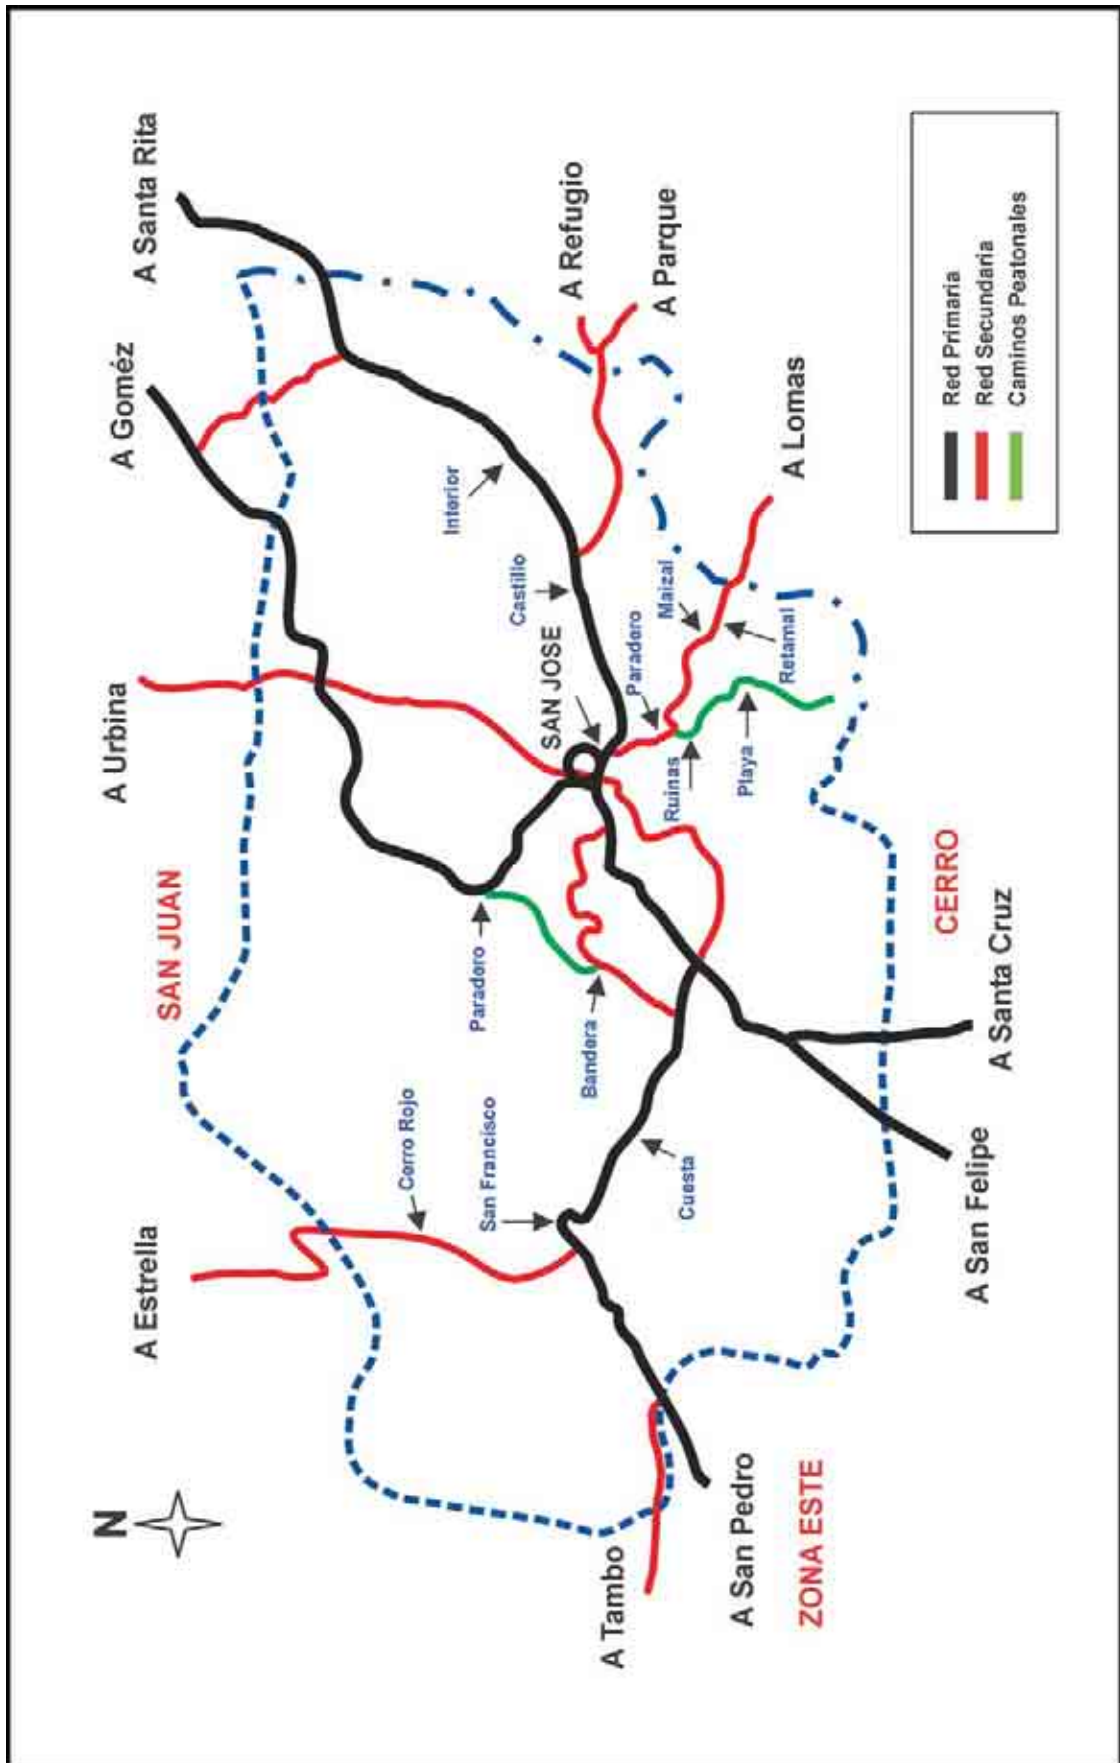 N
A Estrella
A Urbina
A Goméz
A Santa Rita
SAN JUAN
Cerro Rojo
San Francisco
Paradero
Interior
Castillo
SAN JOSE
A Refugio
A Parque
Bandera
Cuesta
Paradero
Maizal
Ruinas
Playa
Retamal
A Lomas
A Tambo
A San Pedro
ZONA ESTE
CERRO
A San Felipe
A Santa Cruz
Red Primaria
Red Secundaria
Caminos Peatonales